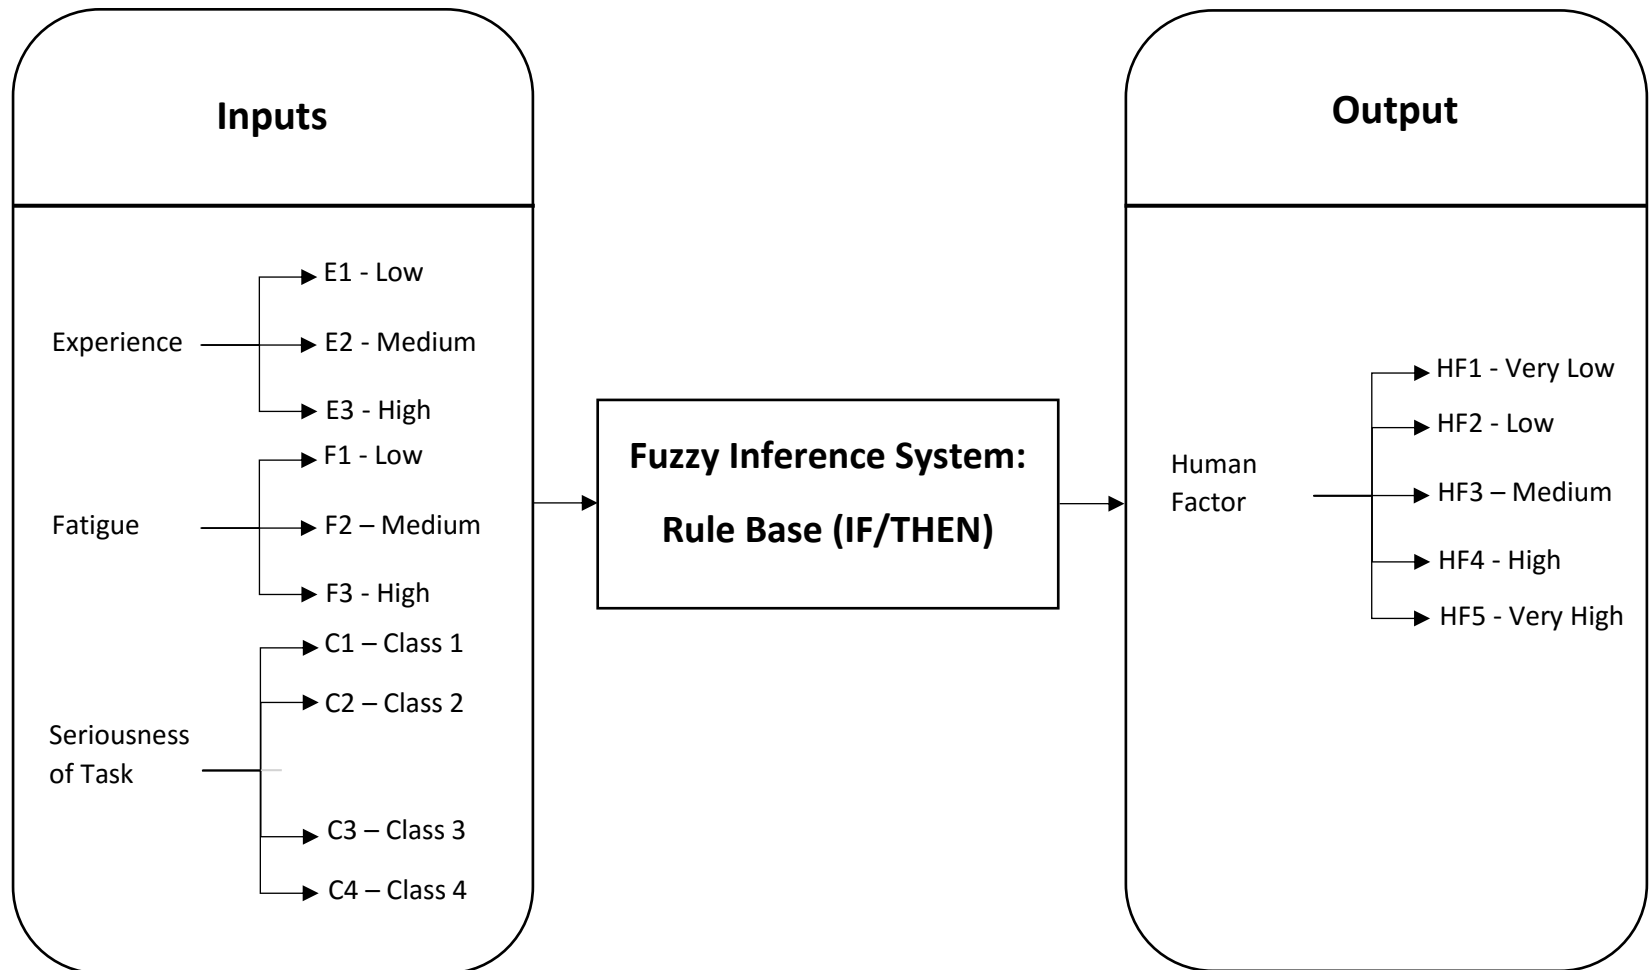 Inputs
Experience
E1 - Low
E2 - Medium
E3 - High
Fatigue
F1 - Low
F2 – Medium
F3 - High
Seriousness
of Task
C1 – Class 1
C2 – Class 2
C3 – Class 3
C4 – Class 4
Fuzzy Inference System:
Rule Base (IF/THEN)
Output
Human
Factor
HF1 - Very Low
HF2 - Low
HF3 – Medium
HF4 - High
HF5 - Very High